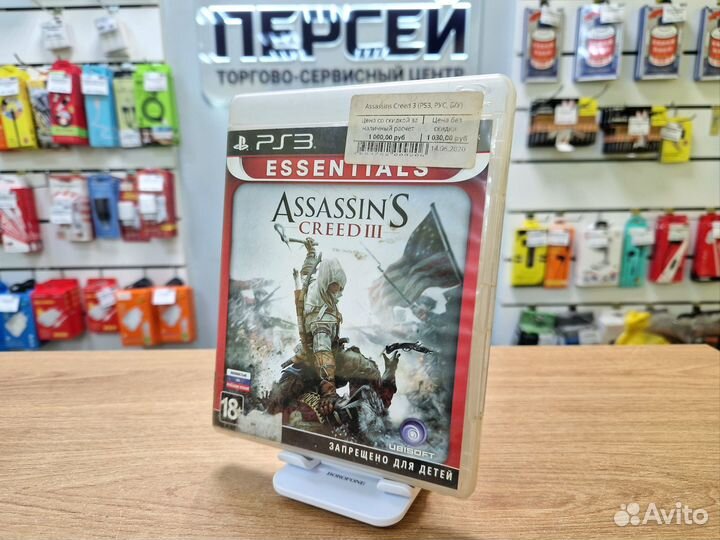 ПЕРСЕЙ
ТОРГОВО-СЕРВИСНЫЙ ЦЕНТР
Assassins Creed 3 (PS3, РУС, Б/У)
Цена со скидкой за наличный расчет
Цена без скидки
1 000,00 руб
1 030,00 руб
14.06.2020
PS3
ESSENTIALS
ASSASSIN'S
CREED III
18
UBISOFT
ЗАПРЕЩЕНО ДЛЯ ДЕТЕЙ
BOROFONE
Avito